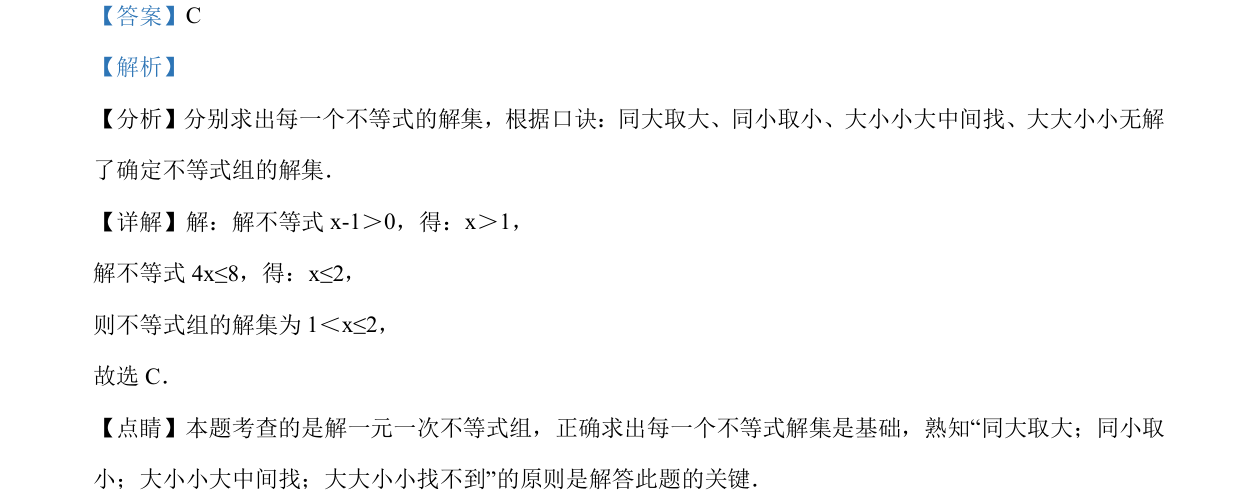 【答案】C
【解析】
【分析】分别求出每一个不等式的解集，根据口诀：同大取大、同小取小、大小小大中间找、大大小小无解
了确定不等式组的解集．
【详解】解：解不等式 x-1＞0，得：x＞1，
解不等式 4x≤8，得：x≤2，
则不等式组的解集为 1＜x≤2，
故选 C．
【点睛】本题考查的是解一元一次不等式组，正确求出每一个不等式解集是基础，熟知“同大取大；同小取
小；大小小大中间找；大大小小找不到”的原则是解答此题的关键．